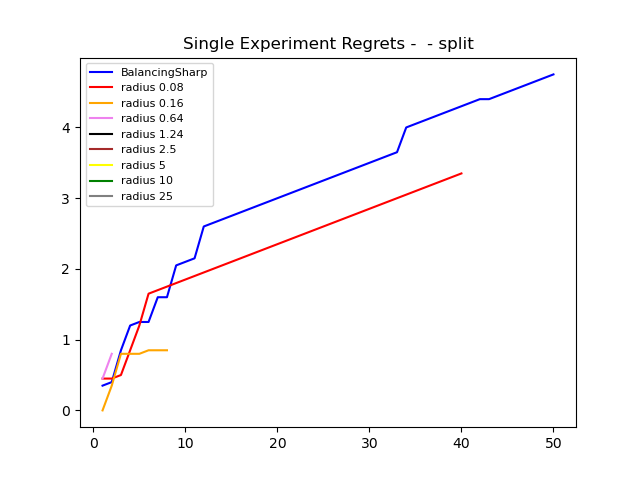 Single Experiment Regrets -  - split
BalancingSharp
radius 0.08
radius 0.16
radius 0.64
radius 1.24
radius 2.5
radius 5
radius 10
radius 25
4
3
2
1
0
0 10 20 30 40 50